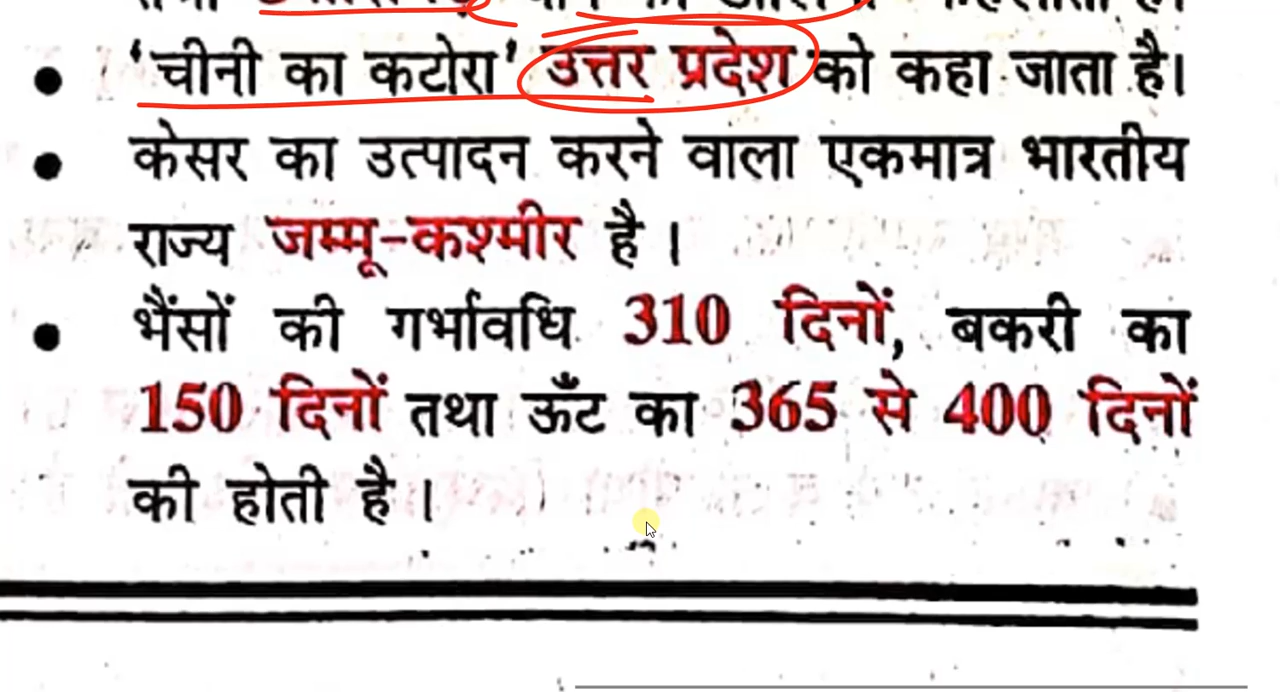 • 'चीनी का कटोरा' उत्तर प्रदेश को कहा जाता है।
• केसर का उत्पादन करने वाला एकमात्र भारतीय
राज्य जम्मू-कश्मीर है ।
• भैंसों की गर्भावधि 310 दिनों, बकरी का
150 दिनों तथा ऊँट का 365 से 400 दिनों
की होती है ।